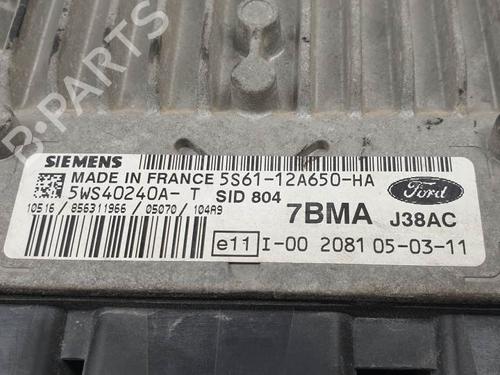 B-PARTS
SIEMENS
MADE IN FRANCE 5S61-12A650-HA
5WS40240A- T SID 804
10516 / 856311966 / 05070 / 104A9
7BMA J38AC
Ford
e11 I-00 2081 05-03-11